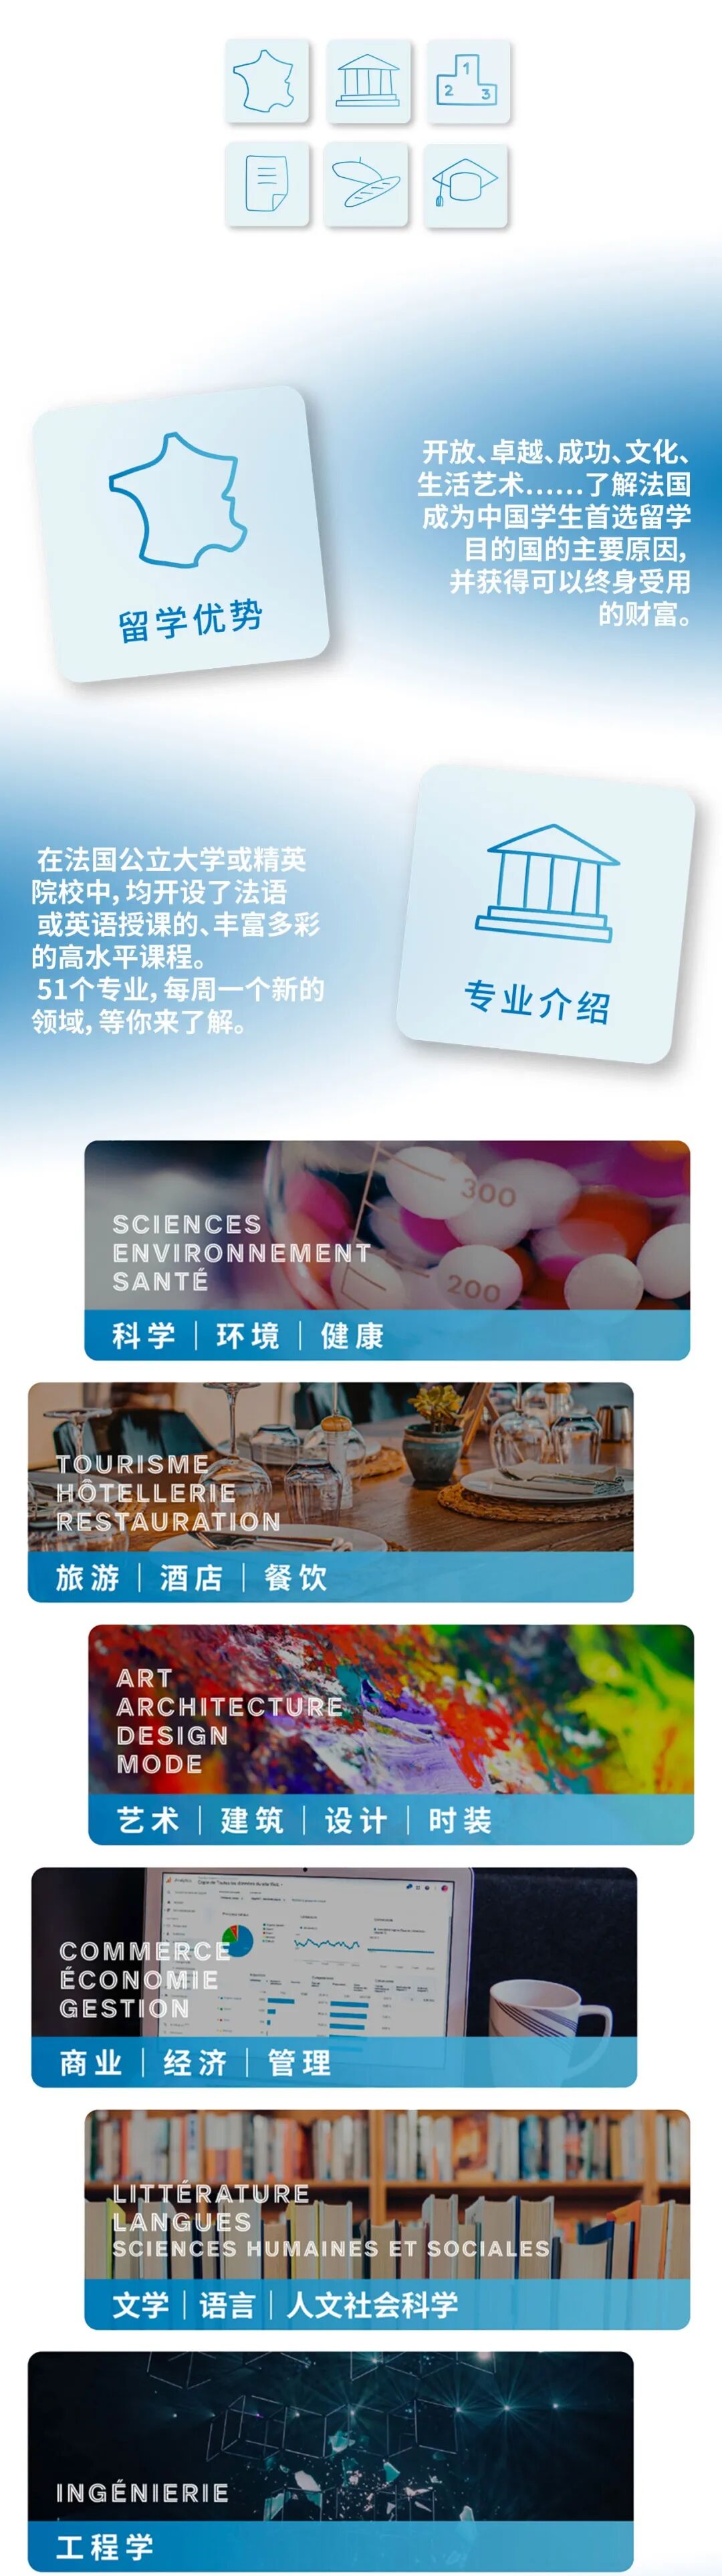 1
2
3
开放、卓越、成功、文化、
生活艺术……了解法国
成为中国学生首选留学
目的国的主要原因,
并获得可以终身受用
的财富。
留学优势
在法国公立大学或精英
院校中, 均开设了法语
或英语授课的、丰富多彩
的高水平课程。
51个专业, 每周一个新的
领域, 等你来了解。
专业介绍
300
200
SCIENCES
ENVIRONNEMENT
SANTÉ
科学 | 环境 | 健康
TOURISME
HÔTELLERIE
RESTAURATION
旅游 | 酒店 | 餐饮
ART
ARCHITECTURE
DESIGN
MODE
艺术 | 建筑 | 设计 | 时装
COMMERCE
ÉCONOMIE
GESTION
商业 | 经济 | 管理
LITTÉRATURE
LANGUES
SCIENCES HUMAINES ET SOCIALES
文学 | 语言 | 人文社会科学
INGÉNIERIE
工程学